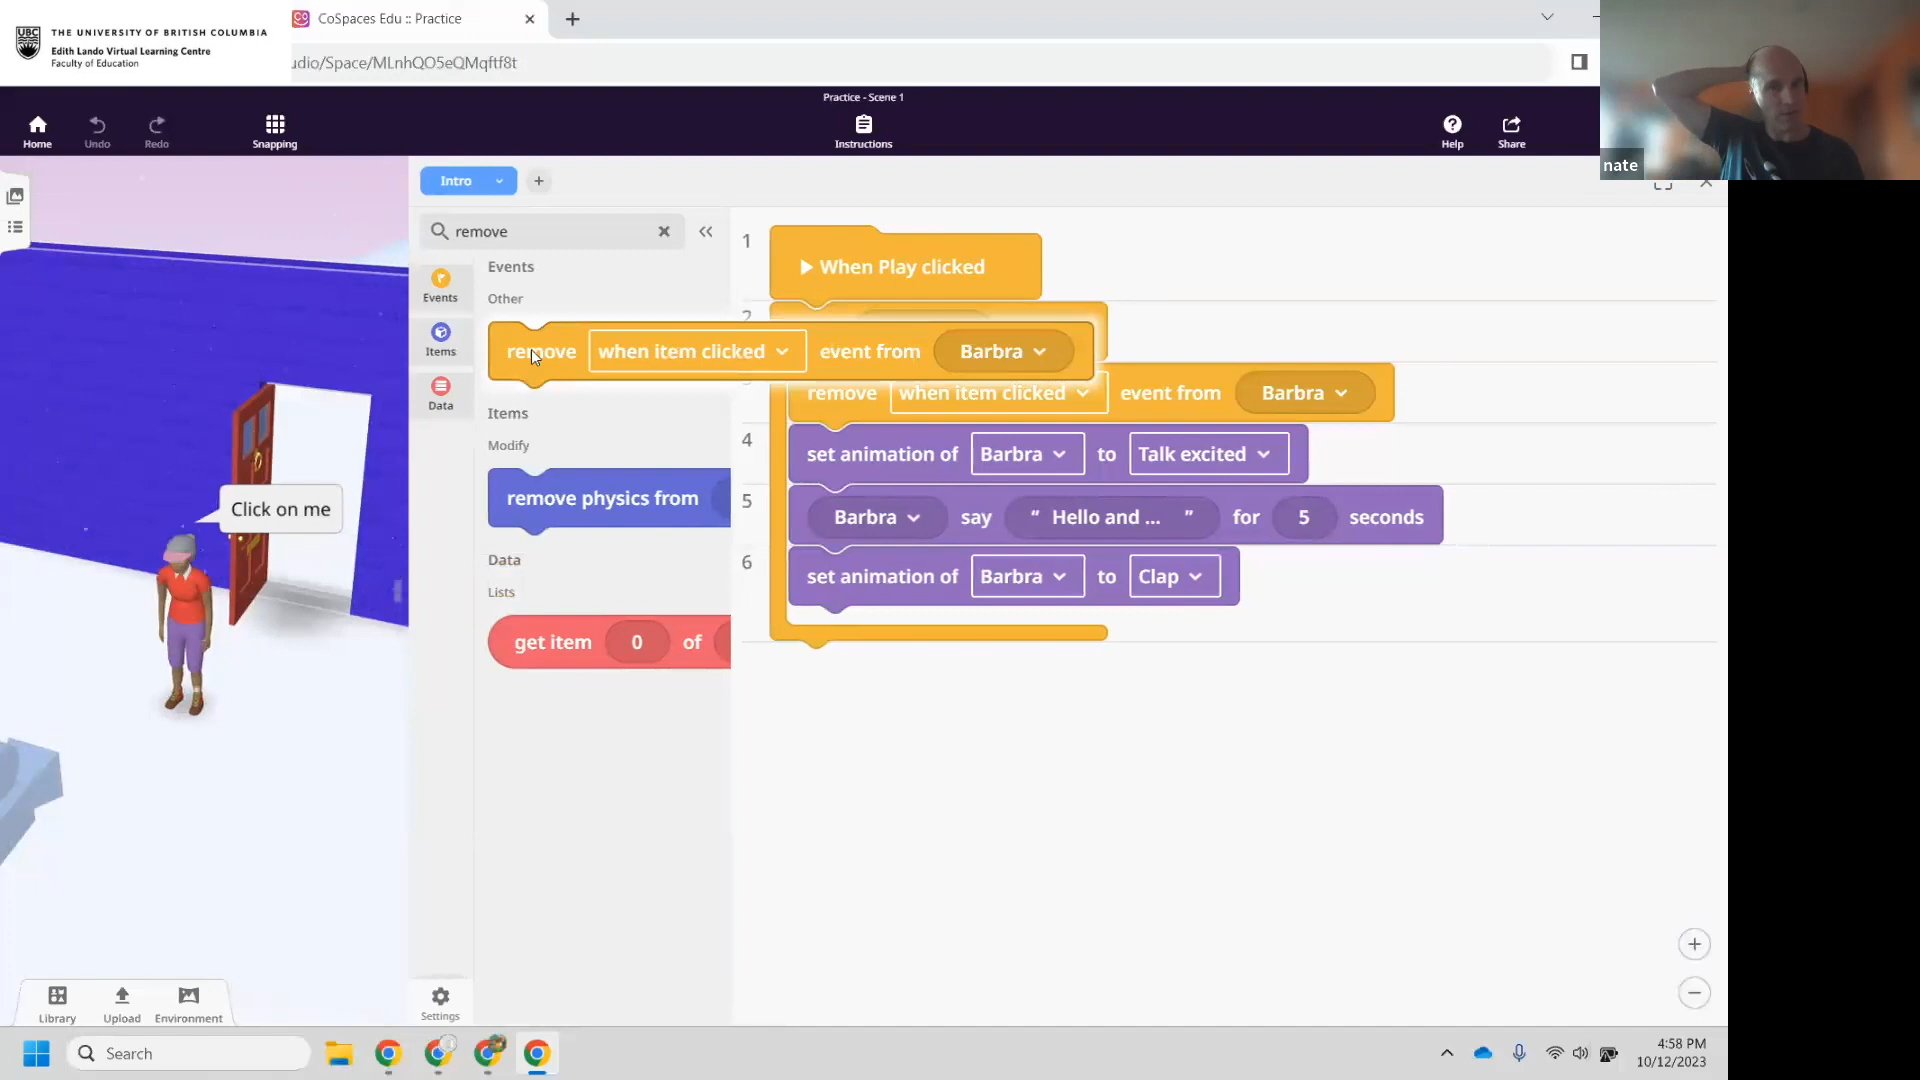 CoSpaces Edu :: Practice
UBC
THE UNIVERSITY OF BRITISH COLUMBIA
Edith Lando Virtual Learning Centre
Faculty of Education
udio/Space/MLnhQO5eQMqftf8t
Practice - Scene 1
Home
Undo
Redo
Snapping
Instructions
Help
Share
nate
Intro
remove
Events
Items
Data
Settings
Events
Other
remove when item clicked event from Barbra
Items
Modify
remove physics from
Data
Lists
get item 0 of
1
When Play clicked
2
remove when item clicked event from Barbra
4
set animation of Barbra to Talk excited
5
Barbra say “ Hello and ... ” for 5 seconds
6
set animation of Barbra to Clap
Click on me
Library
Upload
Environment
Search
4:58 PM
10/12/2023